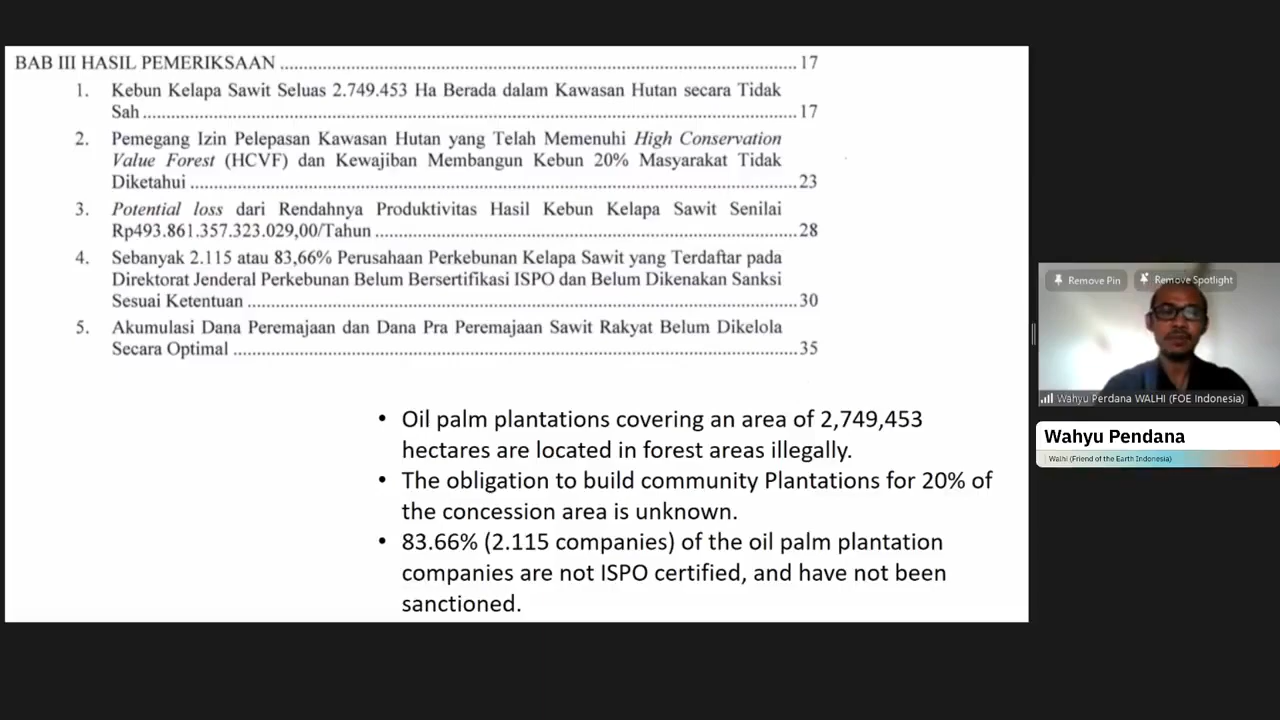 BAB III HASIL PEMERIKSAAN ........ 17
1. Kebun Kelapa Sawit Seluas 2.749.453 Ha Berada dalam Kawasan Hutan secara Tidak
Sah ........ 17
2. Pemegang Izin Pelepasan Kawasan Hutan yang Telah Memenuhi High Conservation
Value Forest (HCVF) dan Kewajiban Membangun Kebun 20% Masyarakat Tidak
Diketahui ........ 23
3. Potential loss dari Rendahnya Produktivitas Hasil Kebun Kelapa Sawit Senilai
Rp493.861.357.323.029,00/Tahun ........ 28
4. Sebanyak 2.115 atau 83,66% Perusahaan Perkebunan Kelapa Sawit yang Terdaftar pada
Direktorat Jenderal Perkebunan Belum Bersertifikasi ISPO dan Belum Dikenakan Sanksi
Sesuai Ketentuan ........ 30
5. Akumulasi Dana Peremajaan dan Dana Pra Peremajaan Sawit Rakyat Belum Dikelola
Secara Optimal ........ 35
• Oil palm plantations covering an area of 2,749,453
hectares are located in forest areas illegally.
• The obligation to build community Plantations for 20% of
the concession area is unknown.
• 83.66% (2.115 companies) of the oil palm plantation
companies are not ISPO certified, and have not been
sanctioned.
Remove Pin
Remove Spotlight
Wahyu Perdana WALHI (FOE Indonesia)
Wahyu Pendana
Walhi (Friend of the Earth Indonesia)